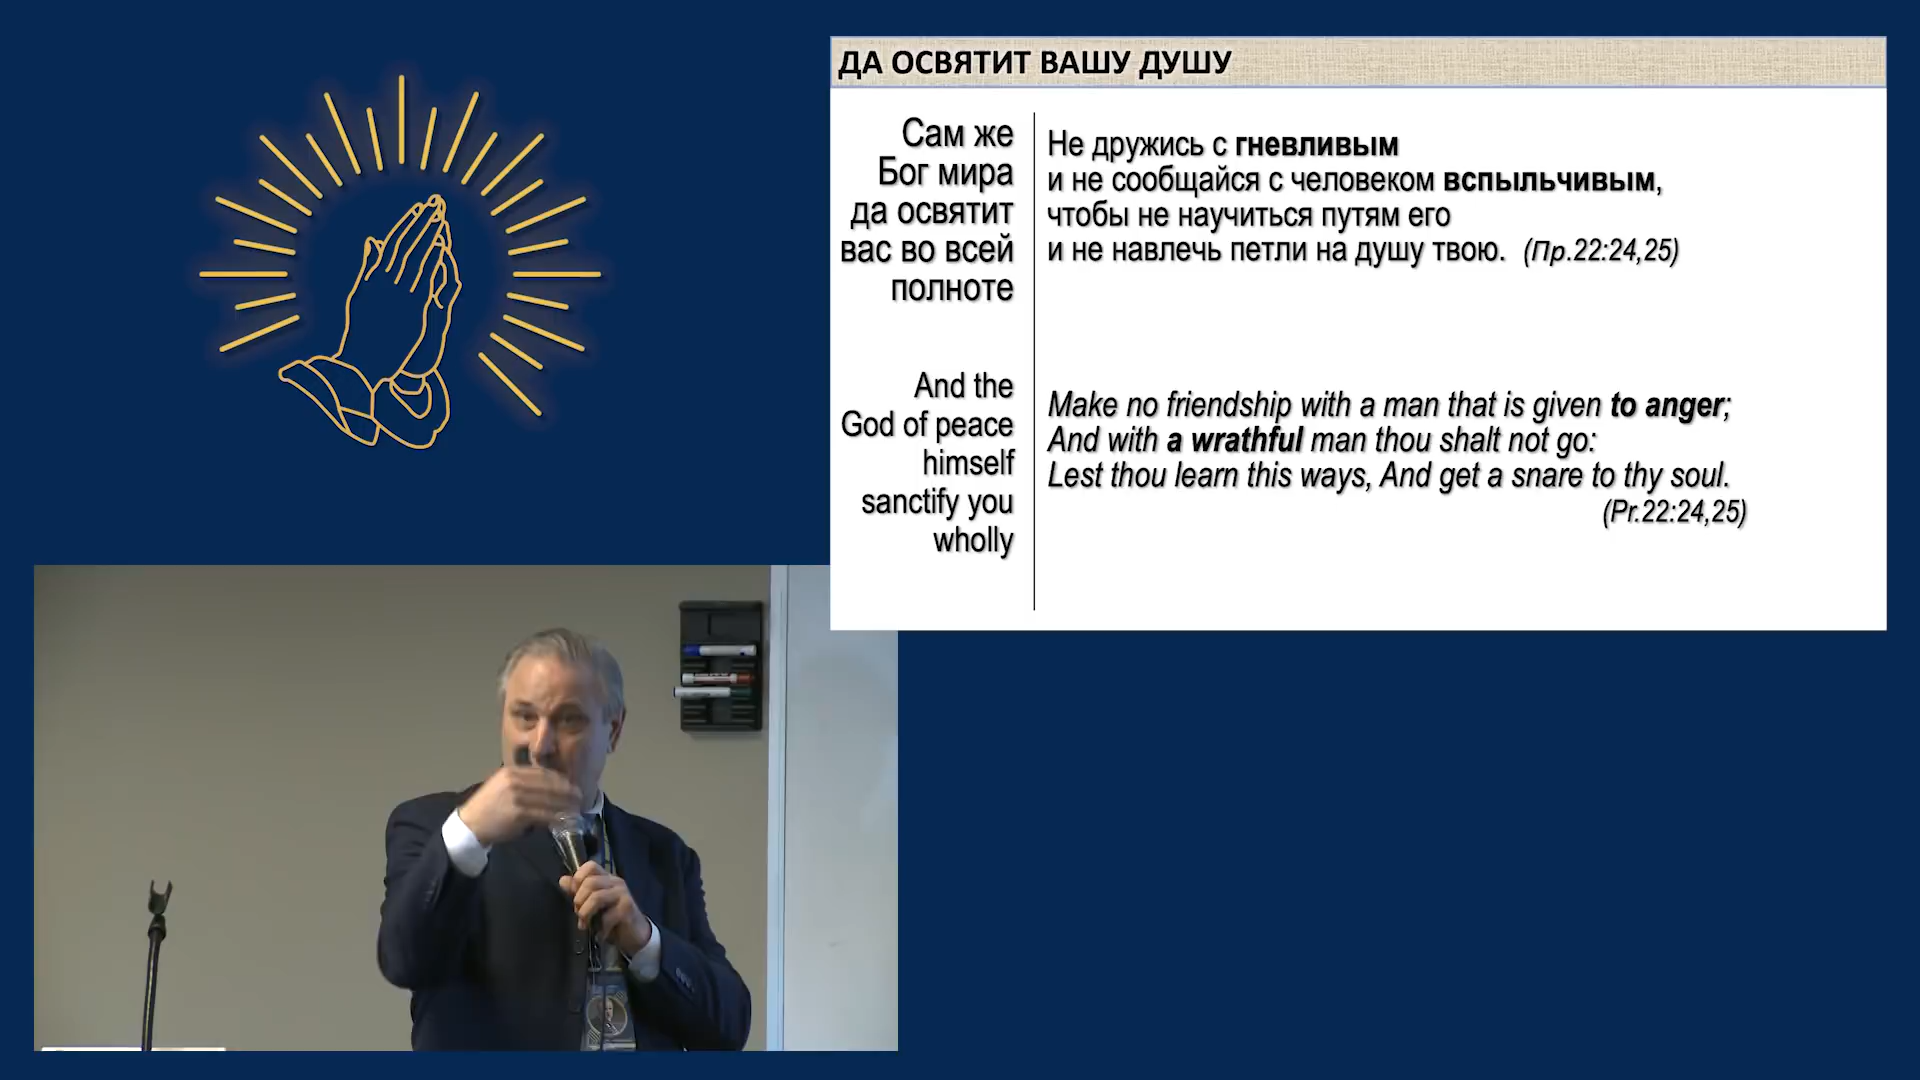 ДА ОСВЯТИТ ВАШУ ДУШУ
Сам же
Бог мира
да освятит
вас во всей
полноте
Не дружись с гневливым
и не сообщайся с человеком вспыльчивым,
чтобы не научиться путям его
и не навлечь петли на душу твою. (Пр.22:24,25)
And the
God of peace
himself
sanctify you
wholly
Make no friendship with a man that is given to anger;
And with a wrathful man thou shalt not go:
Lest thou learn this ways, And get a snare to thy soul.
(Pr.22:24,25)